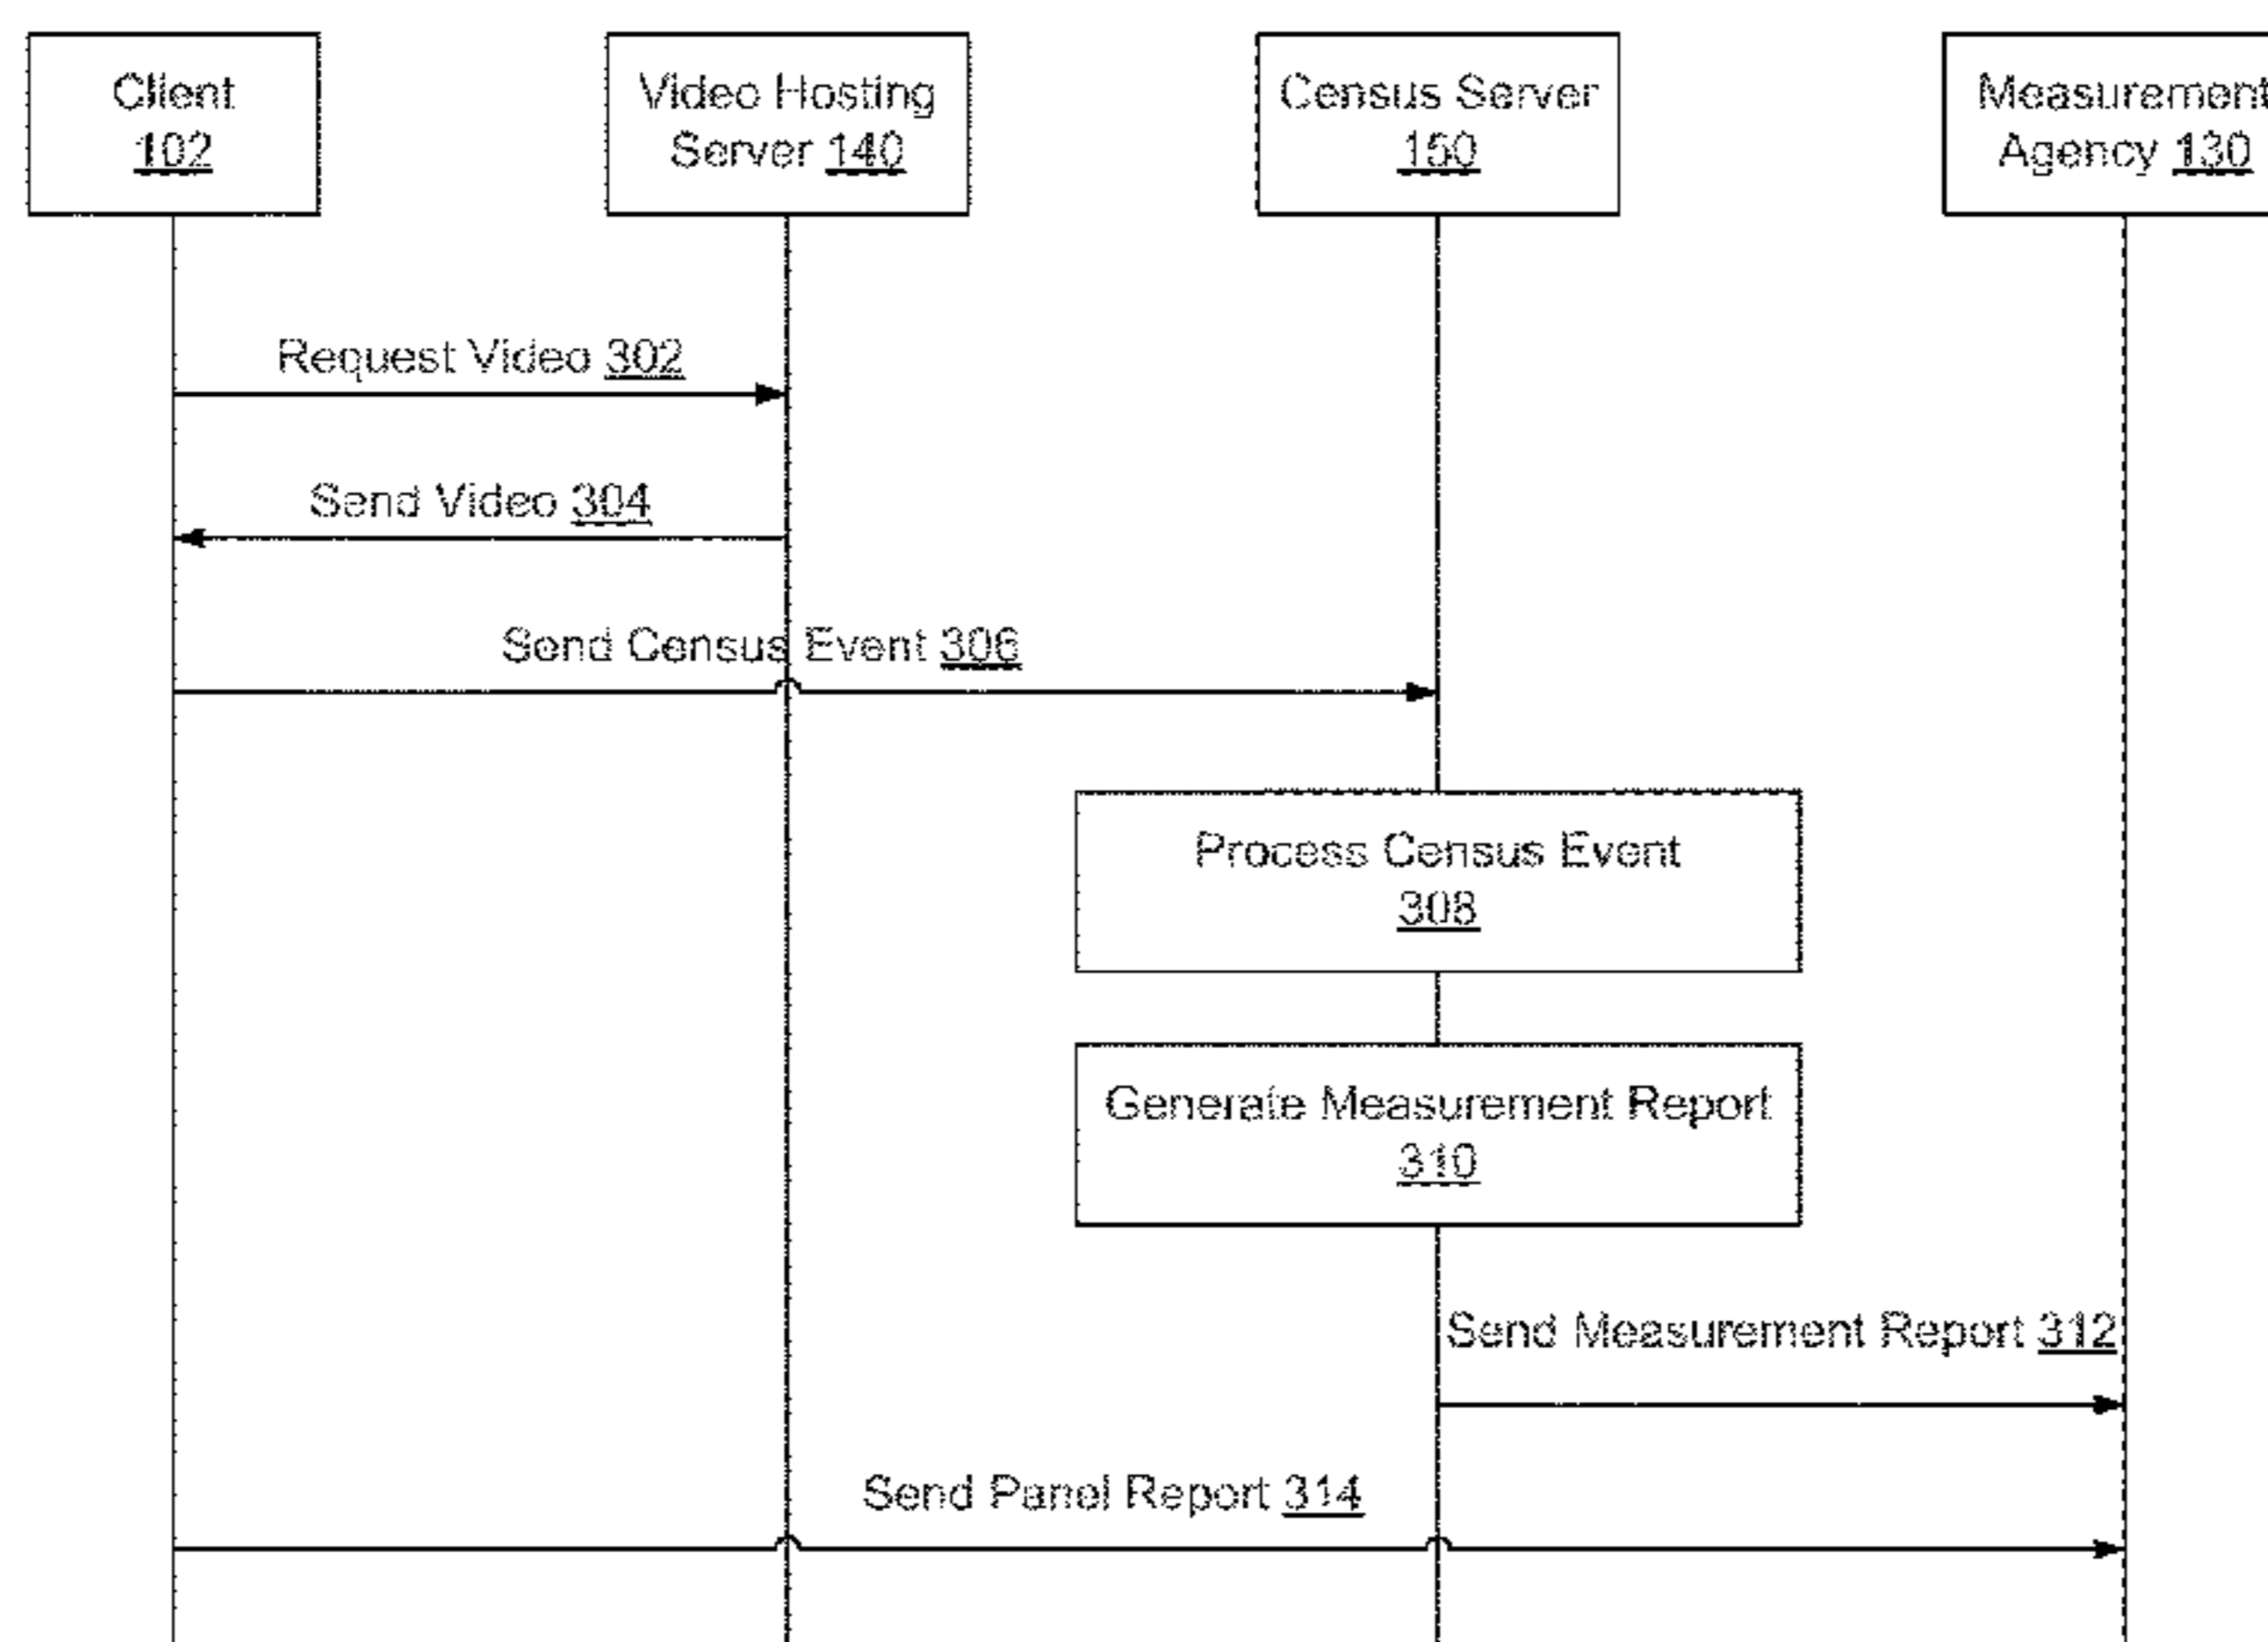 Client
102
Video Hosting
Server 140
Census Server
150
Measurement
Agency 130
Request Video 302
Send Video 304
Send Census Event 306
Process Census Event
308
Generate Measurement Report
310
Send Measurement Report 312
Send Panel Report 314